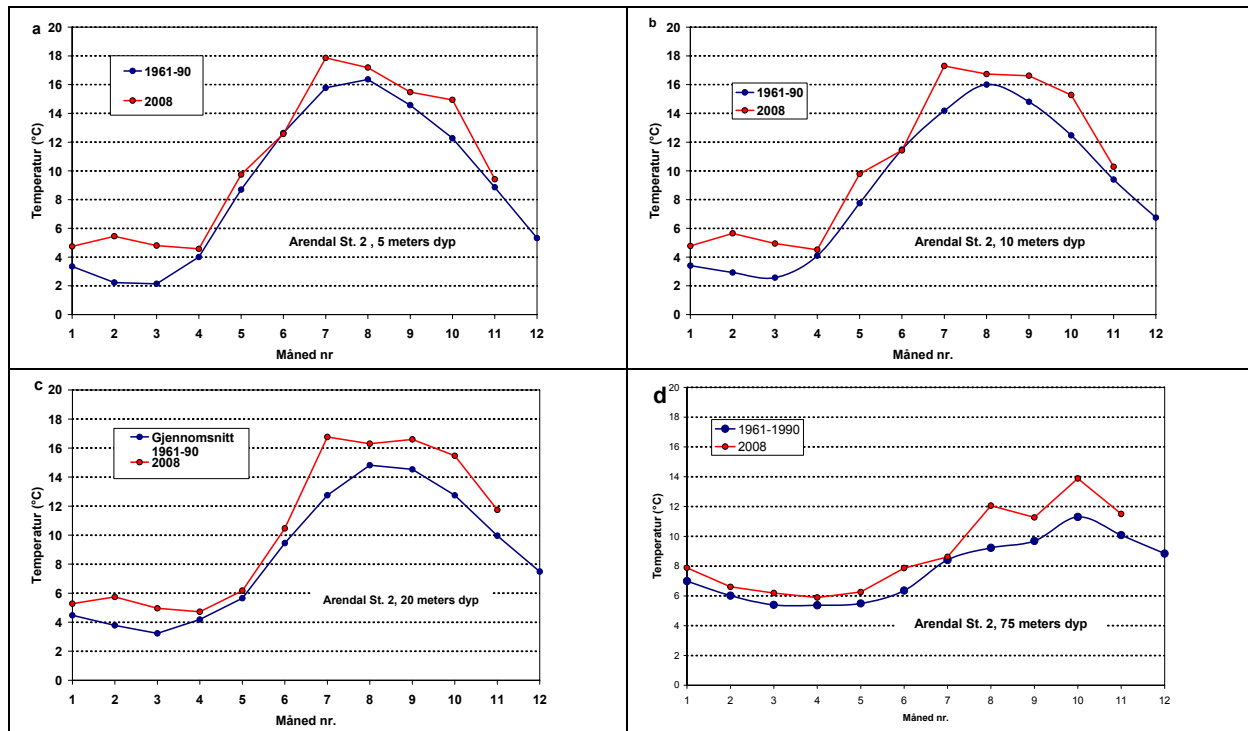 a
Temperatur (°C)
20
18
16
14
12
10
8
6
4
2
0
1961-90
2008
Arendal St. 2 , 5 meters dyp
1 2 3 4 5 6 7 8 9 10 11 12
Måned nr
b
Temperatur (°C)
20
18
16
14
12
10
8
6
4
2
0
1961-90
2008
Arendal St. 2, 10 meters dyp
1 2 3 4 5 6 7 8 9 10 11 12
Måned nr.
c
Temperatur (°C)
20
18
16
14
12
10
8
6
4
2
0
Gjennomsnitt
1961-90
2008
Arendal St. 2, 20 meters dyp
1 2 3 4 5 6 7 8 9 10 11 12
Måned nr.
d
Temperatur (°C)
20
18
16
14
12
10
8
6
4
2
0
1961-1990
2008
Arendal St. 2, 75 meters dyp
1 2 3 4 5 6 7 8 9 10 11 12
Måned nr.